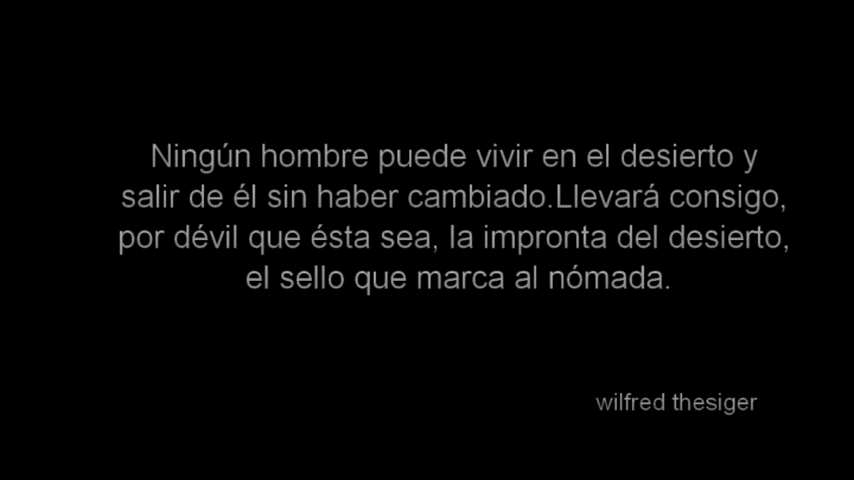 Ningún hombre puede vivir en el desierto y
salir de él sin haber cambiado.Llevará consigo,
por dévil que ésta sea, la impronta del desierto,
el sello que marca al nómada.
wilfred thesiger